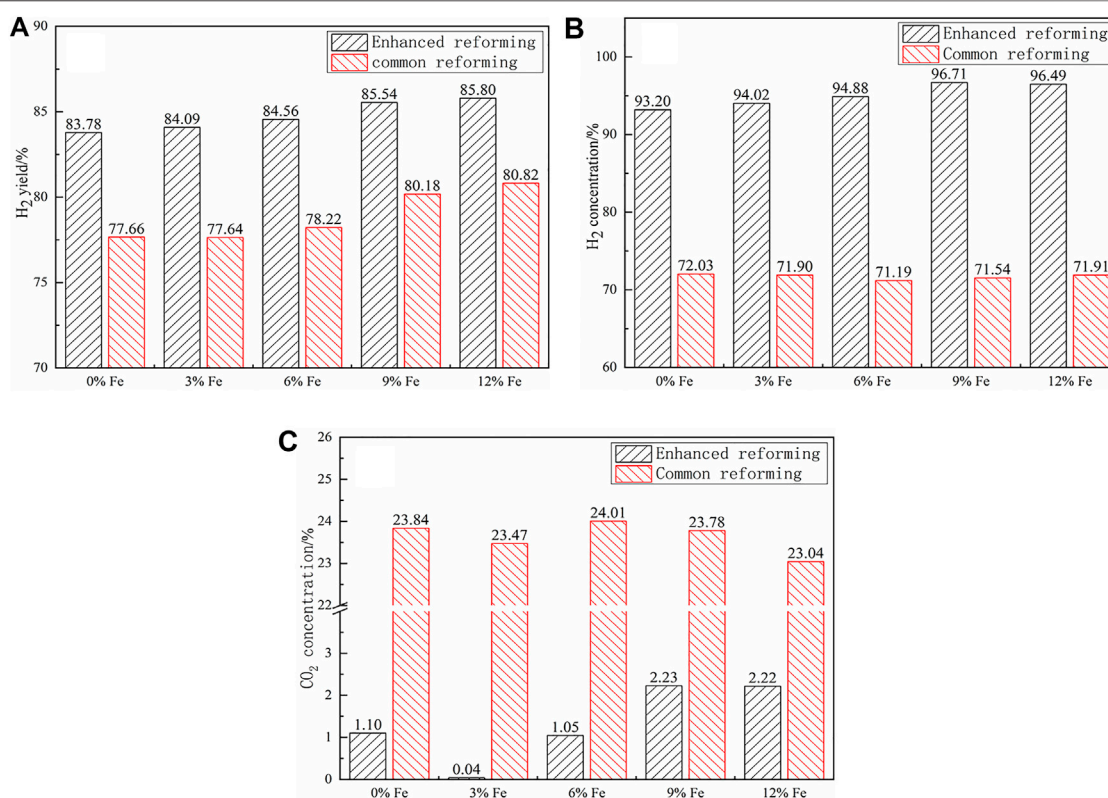 A
H2 yield/%
90
85
80
75
70
Enhanced reforming
common reforming
83.78
77.66
84.09
77.64
84.56
78.22
85.54
80.18
85.80
80.82
0% Fe
3% Fe
6% Fe
9% Fe
12% Fe
B
H2 concentration/%
100
90
80
70
60
Enhanced reforming
Common reforming
93.20
72.03
94.02
71.90
94.88
71.19
96.71
71.54
96.49
71.91
0% Fe
3% Fe
6% Fe
9% Fe
12% Fe
C
CO2 concentration/%
26
25
24
23
22
3
2
1
0
Enhanced reforming
Common reforming
1.10
23.84
0.04
23.47
1.05
24.01
2.23
23.78
2.22
23.04
0% Fe
3% Fe
6% Fe
9% Fe
12% Fe